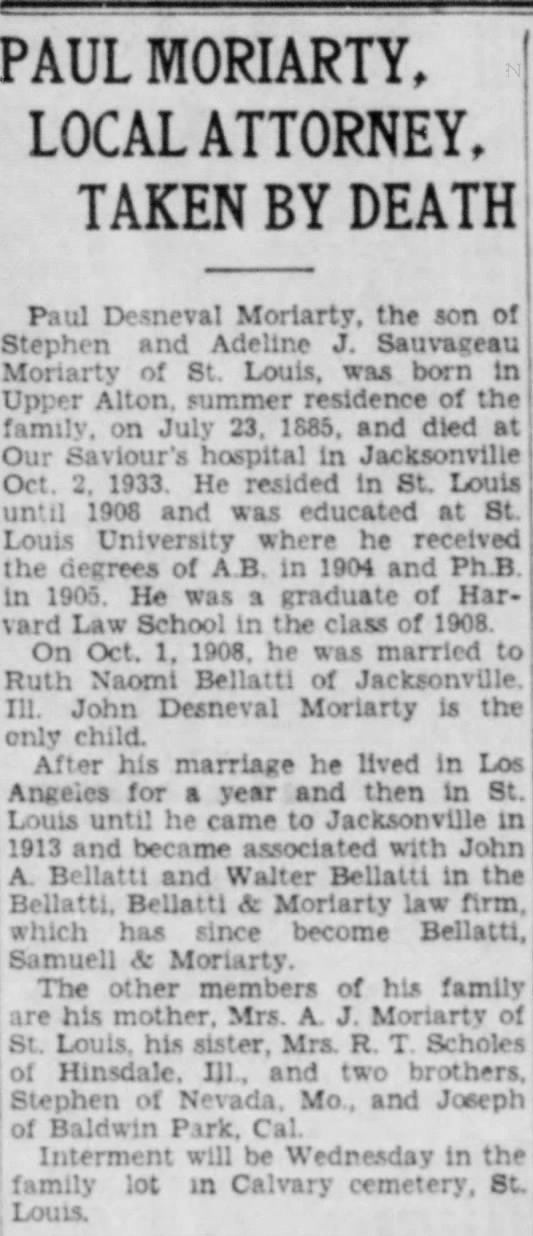 PAUL MORIARTY,
LOCAL ATTORNEY,
TAKEN BY DEATH
Paul Desneval Moriarty, the son of
Stephen and Adeline J. Sauvageau
Moriarty of St. Louis, was born in
Upper Alton, summer residence of the
family, on July 23, 1885, and died at
Our Saviour's hospital in Jacksonville
Oct. 2, 1933. He resided in St. Louis
until 1908 and was educated at St.
Louis University where he received
the degrees of A.B. in 1904 and Ph.B.
in 1905. He was a graduate of Har-
vard Law School in the class of 1908.
On Oct. 1, 1908, he was married to
Ruth Naomi Bellatti of Jacksonville,
Ill. John Desneval Moriarty is the
only child.
After his marriage he lived in Los
Angeles for a year and then in St.
Louis until he came to Jacksonville in
1913 and became associated with John
A. Bellatti and Walter Bellatti in the
Bellatti, Bellatti & Moriarty law firm,
which has since become Bellatti,
Samuell & Moriarty.
The other members of his family
are his mother, Mrs. A. J. Moriarty of
St. Louis, his sister, Mrs. R. T. Scholes
of Hinsdale, Ill., and two brothers,
Stephen of Nevada, Mo., and Joseph
of Baldwin Park, Cal.
Interment will be Wednesday in the
family lot in Calvary cemetery, St.
Louis.